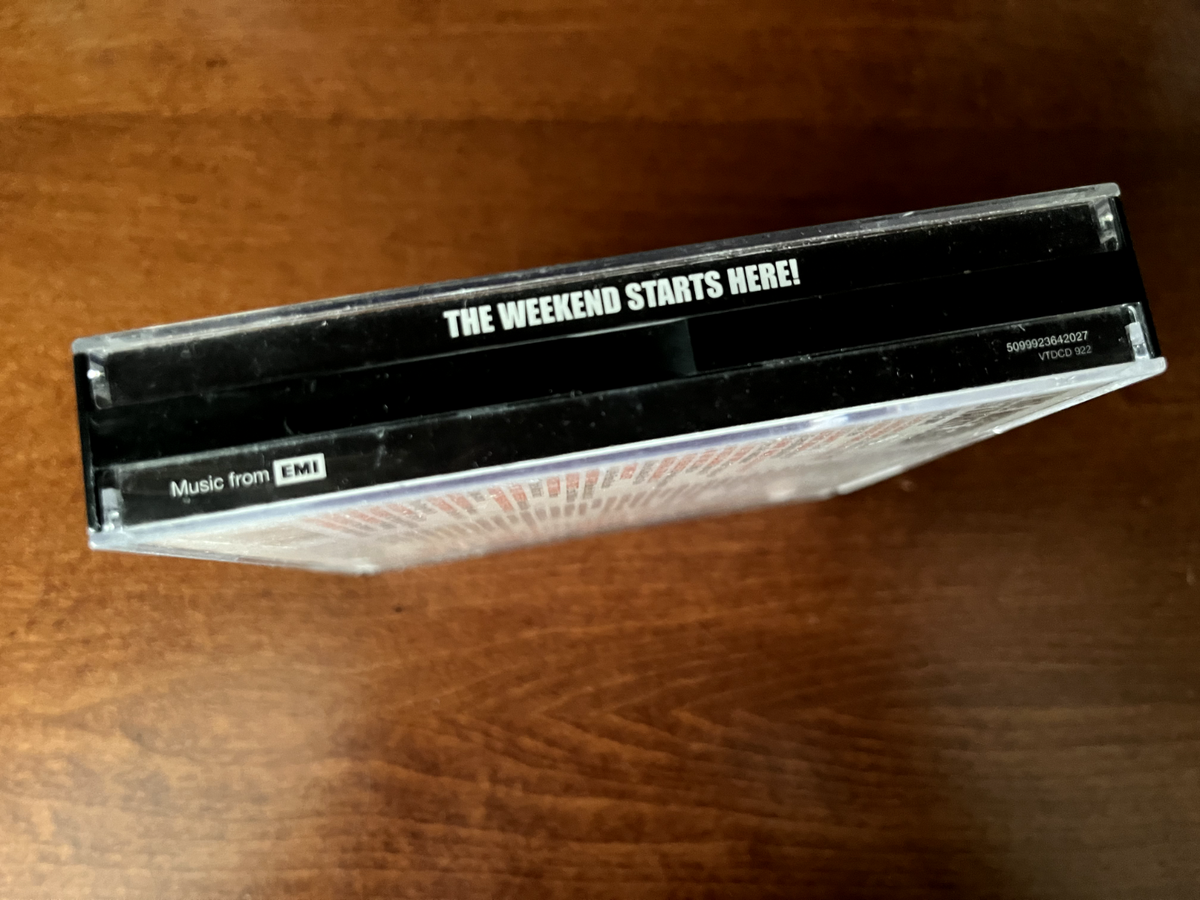 THE WEEKEND STARTS HERE!
5099923642027
VTDCD 922
Music from EMI